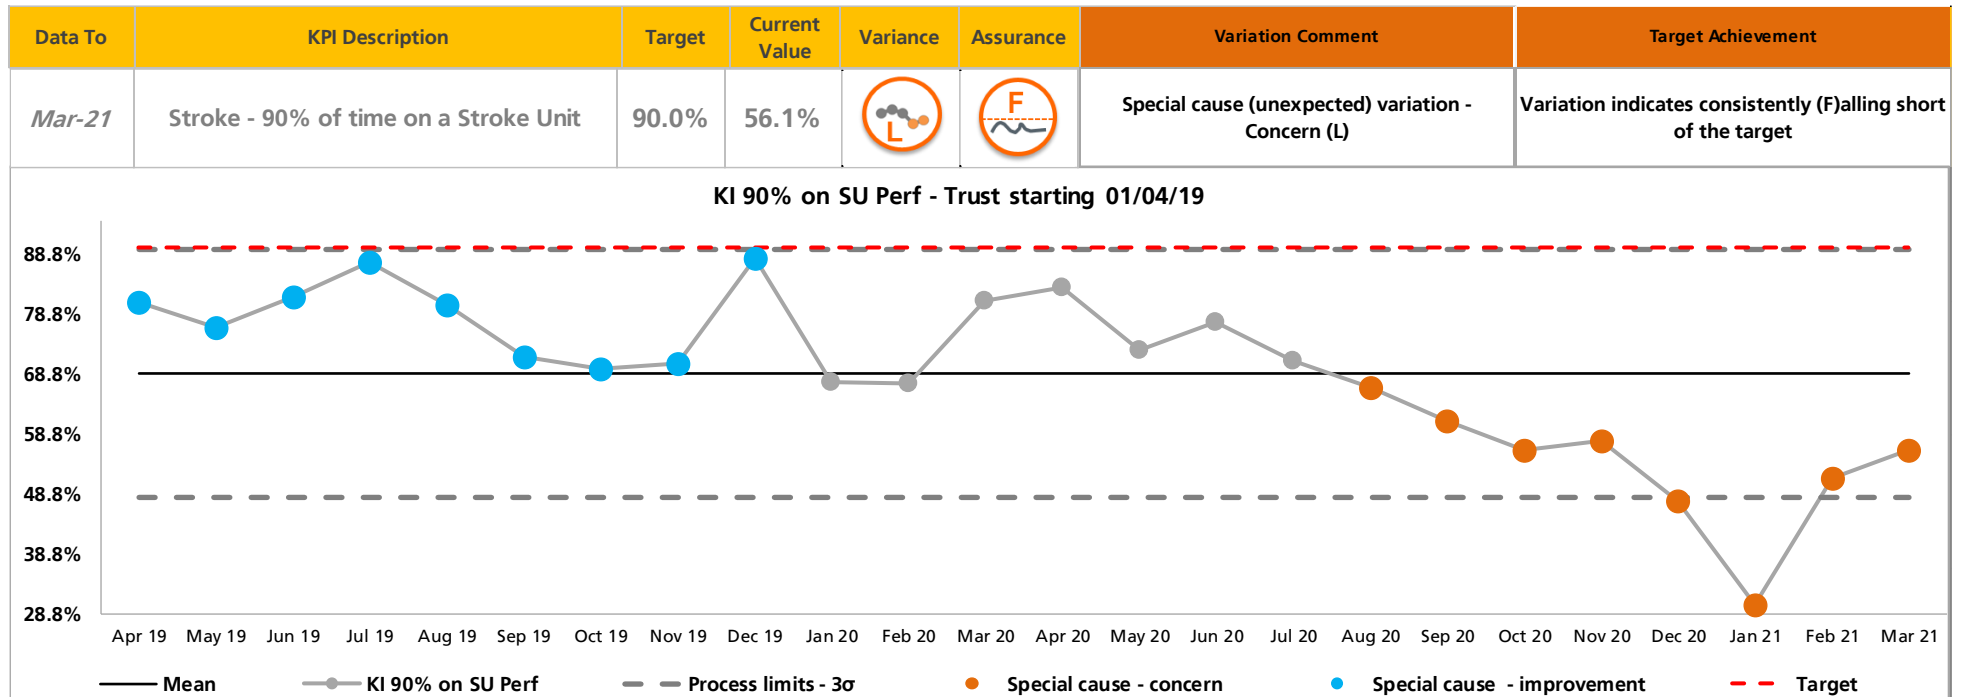 Data To KPI Description Target Current Value Variance Assurance Variation Comment Target Achievement
Mar-21 Stroke - 90% of time on a Stroke Unit 90.0% 56.1% L F Special cause (unexpected) variation -
Concern (L)
Variation indicates consistently (F)alling short
of the target
KI 90% on SU Perf - Trust starting 01/04/19
88.8%
78.8%
68.8%
58.8%
48.8%
38.8%
28.8%
Apr 19 May 19 Jun 19 Jul 19 Aug 19 Sep 19 Oct 19 Nov 19 Dec 19 Jan 20 Feb 20 Mar 20 Apr 20 May 20 Jun 20 Jul 20 Aug 20 Sep 20 Oct 20 Nov 20 Dec 20 Jan 21 Feb 21 Mar 21
Mean KI 90% on SU Perf Process limits - 3σ Special cause - concern Special cause - improvement Target